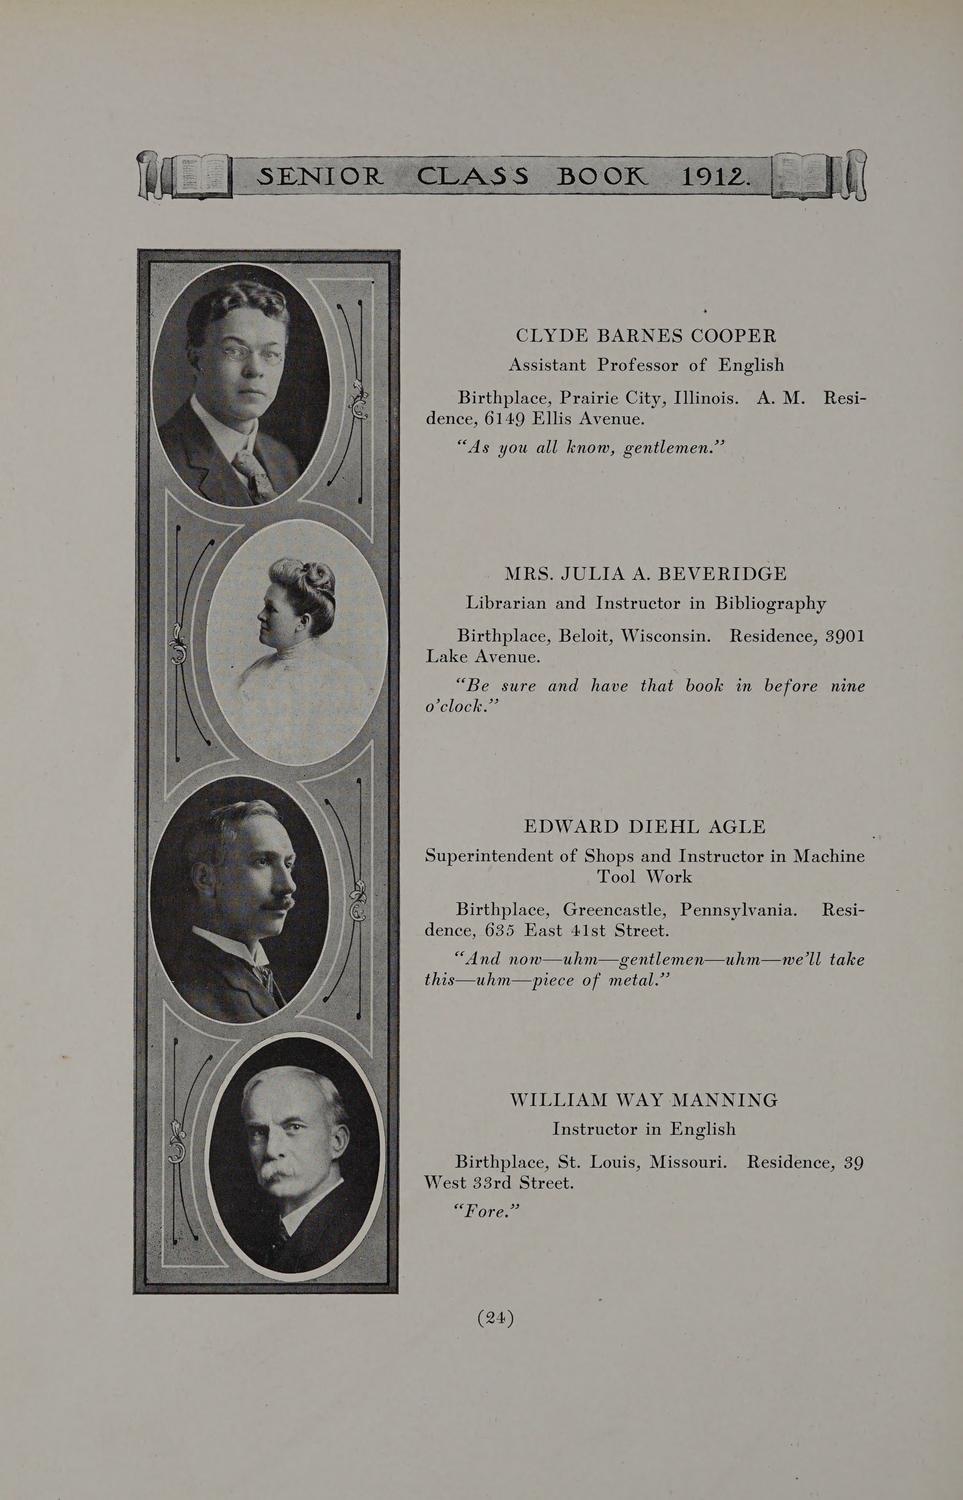 SENIOR CLASS BOOK 1912.
CLYDE BARNES COOPER
Assistant Professor of English
Birthplace, Prairie City, Illinois. A. M. Resi-
dence, 6149 Ellis Avenue.
“As you all know, gentlemen.”
MRS. JULIA A. BEVERIDGE
Librarian and Instructor in Bibliography
Birthplace, Beloit, Wisconsin. Residence, 3901
Lake Avenue.
“Be sure and have that book in before nine
o’clock.”
EDWARD DIEHL AGLE
Superintendent of Shops and Instructor in Machine
Tool Work
Birthplace, Greencastle, Pennsylvania. Resi-
dence, 635 East 41st Street.
“And now—uhm—gentlemen—uhm—we’ll take
this—uhm—piece of metal.”
WILLIAM WAY MANNING
Instructor in English
Birthplace, St. Louis, Missouri. Residence, 39
West 33rd Street.
“Fore.”
(24)